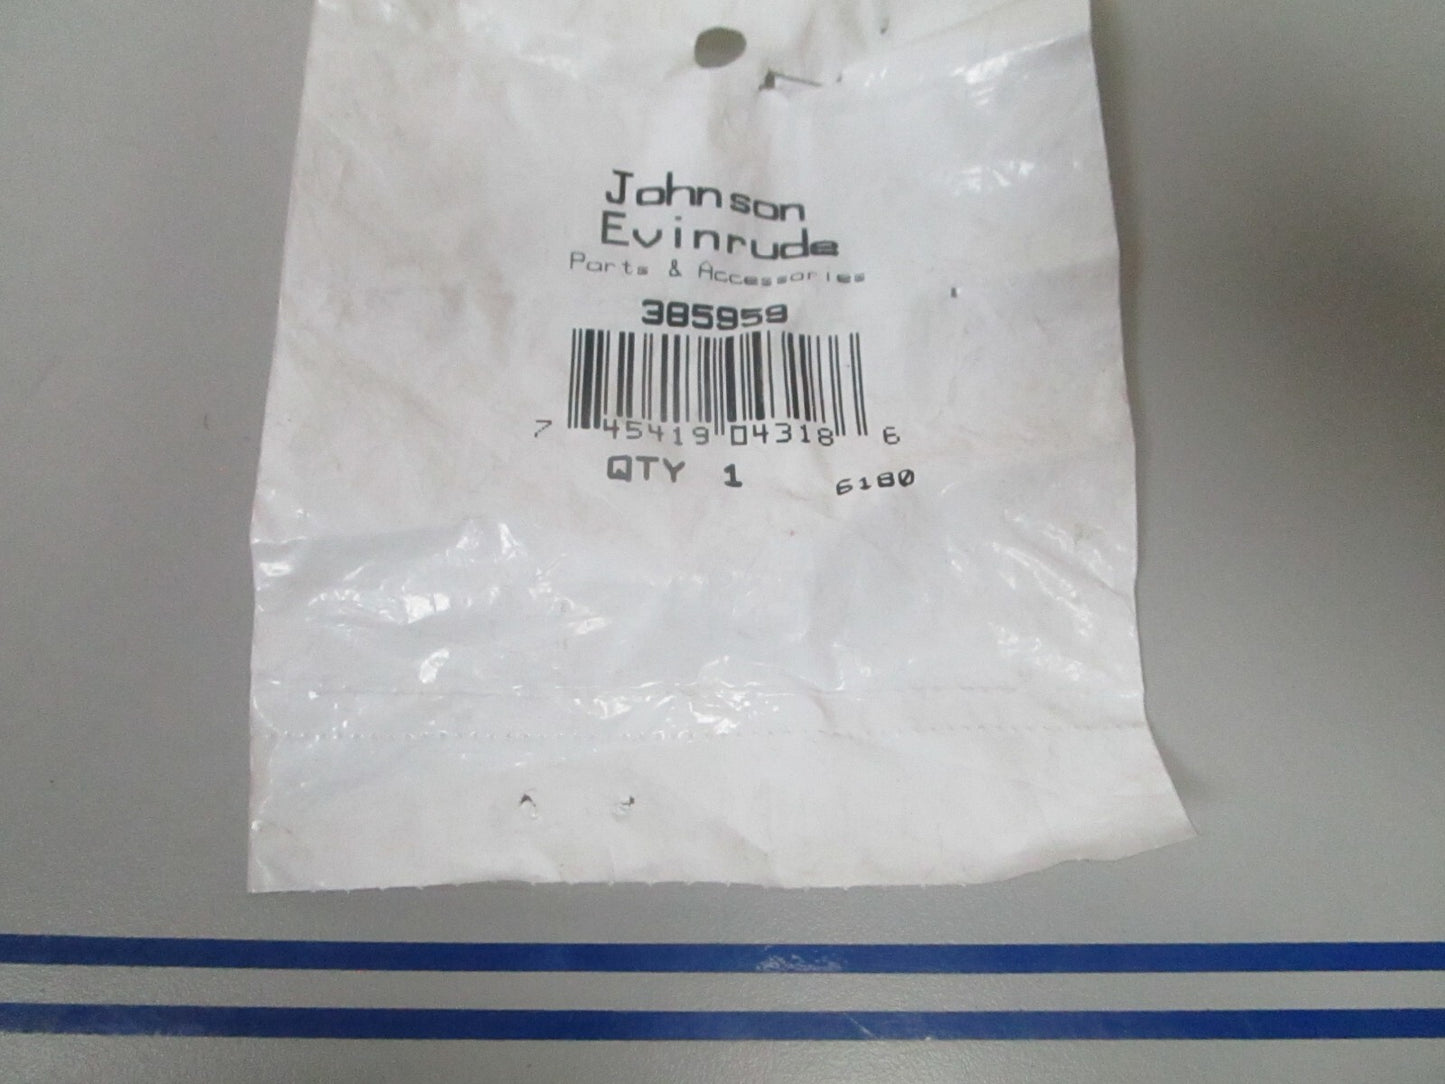 Johnson
Evinrude
Parts & Accessories
385959
7 45419 04318 6
QTY 1 6180